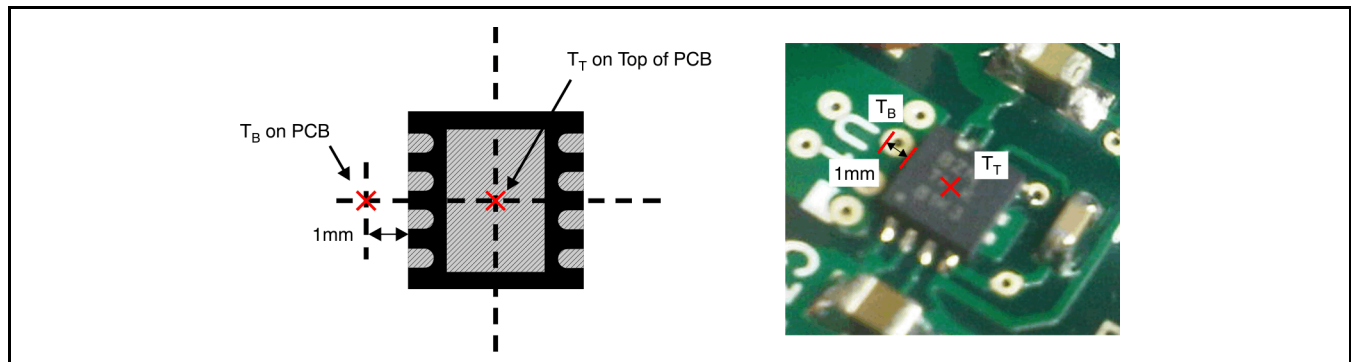 T_T on Top of PCB
T_B on PCB
1mm
T_B
T_T
1mm